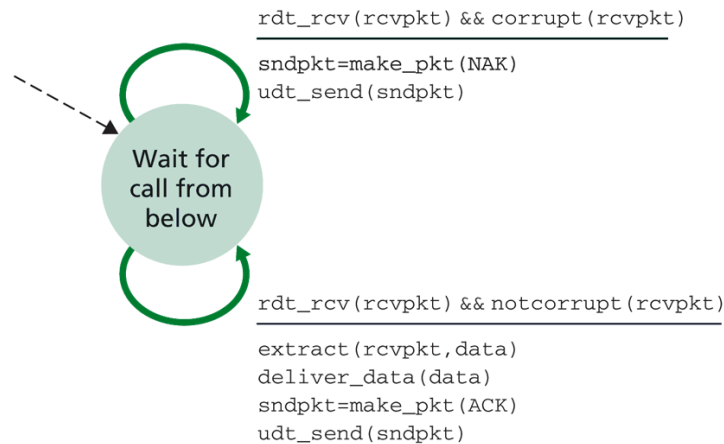 rdt_rcv(rcvpkt) && corrupt(rcvpkt)
sndpkt=make_pkt(NAK)
udt_send(sndpkt)
Wait for
call from
below
rdt_rcv(rcvpkt) && notcorrupt(rcvpkt)
extract(rcvpkt,data)
deliver_data(data)
sndpkt=make_pkt(ACK)
udt_send(sndpkt)